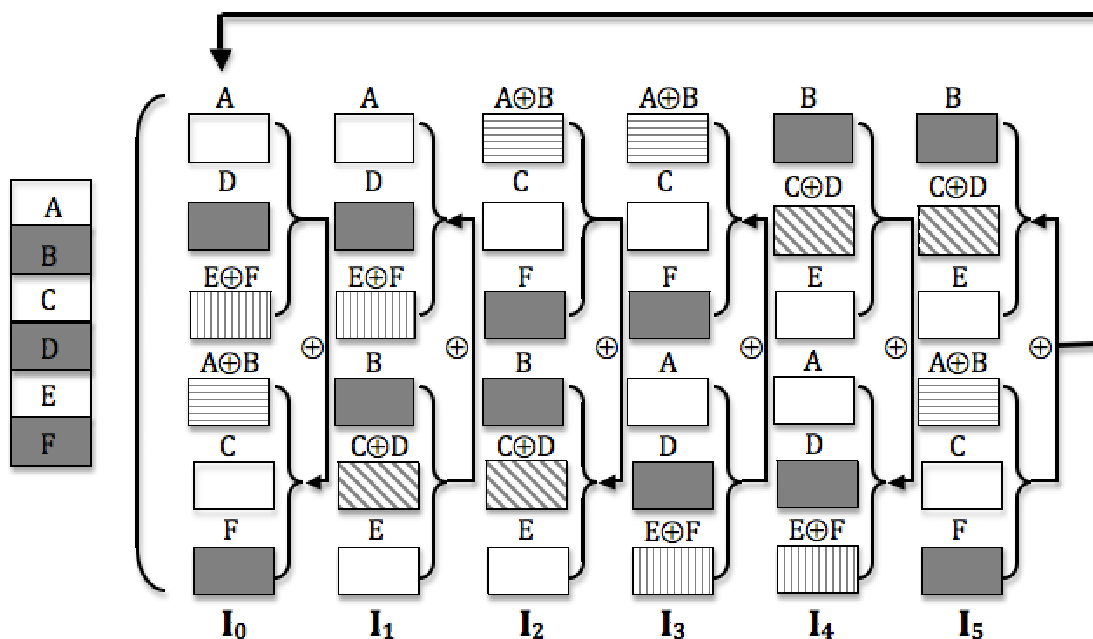 A A A⊕B A⊕B B B
D D C C C⊕D C⊕D
E⊕F E⊕F F F E E
A⊕B B B A A A⊕B
C C⊕D C⊕D D D C
F E E E⊕F E⊕F F
A
B
C
D
E
F
⊕ ⊕ ⊕ ⊕ ⊕ ⊕
I₀ I₁ I₂ I₃ I₄ I₅